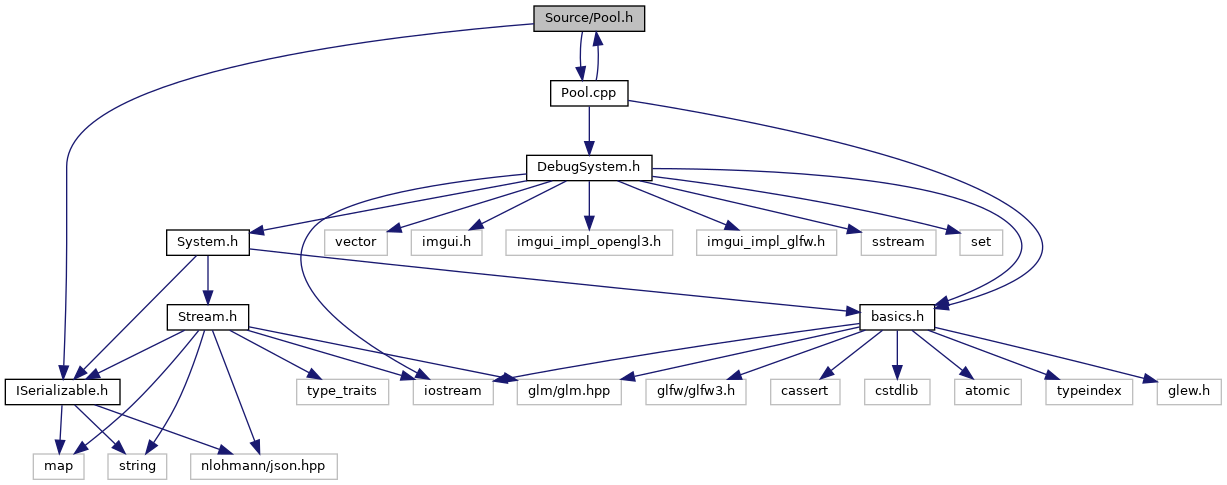 Source/Pool.h
Pool.cpp
DebugSystem.h
System.h
vector
imgui.h
imgui_impl_opengl3.h
imgui_impl_glfw.h
sstream
set
Stream.h
basics.h
ISerializable.h
type_traits
iostream
glm/glm.hpp
glfw/glfw3.h
cassert
cstdlib
atomic
typeindex
glew.h
map
string
nlohmann/json.hpp